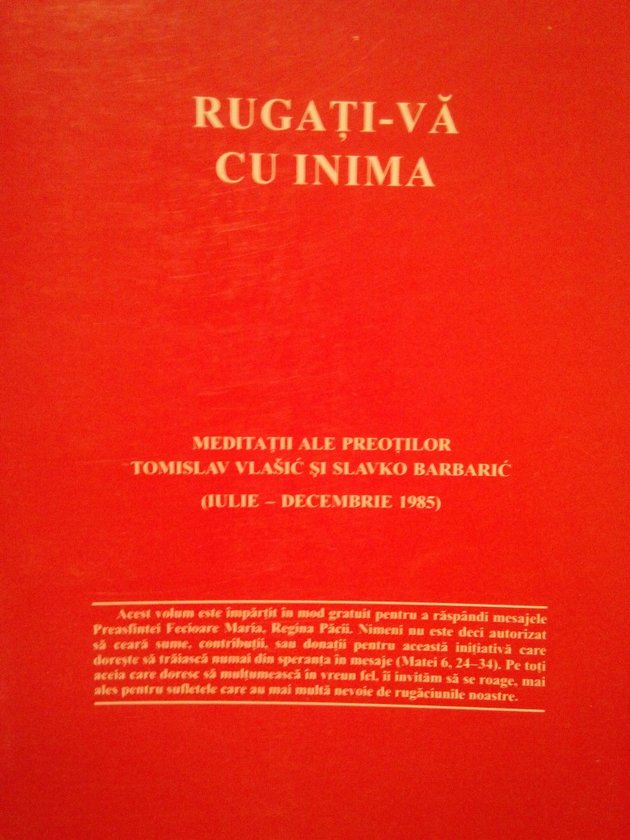 RUGAȚI-VĂ
CU INIMA
MEDITAȚII ALE PREOȚILOR
TOMISLAV VLAŠIĆ ȘI SLAVKO BARBARIĆ
(IULIE – DECEMBRIE 1985)
Acest volum este împărțit în mod gratuit pentru a răspândi mesajele
Preasfintei Fecioare Maria, Regina Păcii. Nimeni nu este deci autorizat
să ceară sume, contribuții, sau donații pentru această inițiativă care
dorește să trăiască numai din speranța în mesaje (Matei 6, 24–34). Pe toți
aceia care doresc să mulțumească în vreun fel, îi invităm să se roage, mai
ales pentru sufletele care au mai multă nevoie de rugăciunile noastre.